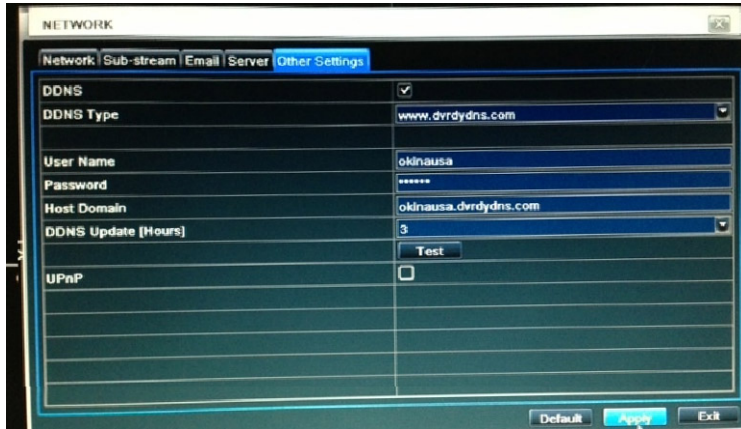 NETWORK
Network Sub-stream Email Server Other Settings
DDNS
DDNS Type www.dvrdydns.com
User Name okinausa
Password ******
Host Domain okinausa.dvrdydns.com
DDNS Update [Hours] 3
Test
UPnP
Default Apply Exit